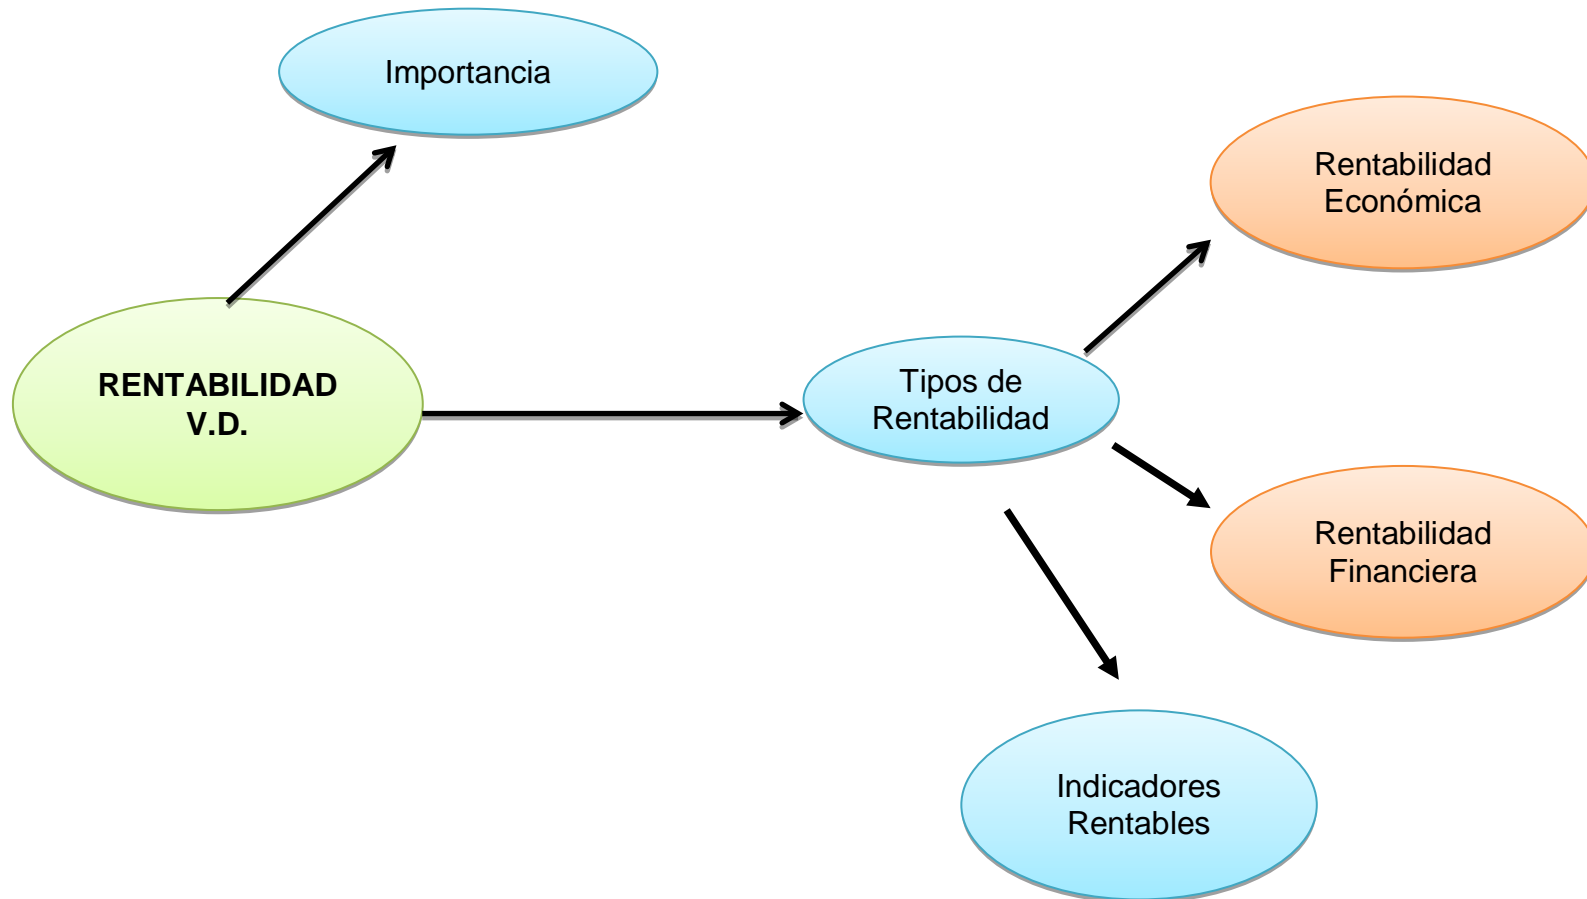 Importancia
Rentabilidad
Económica
RENTABILIDAD
V.D.
Tipos de
Rentabilidad
Rentabilidad
Financiera
Indicadores
Rentables